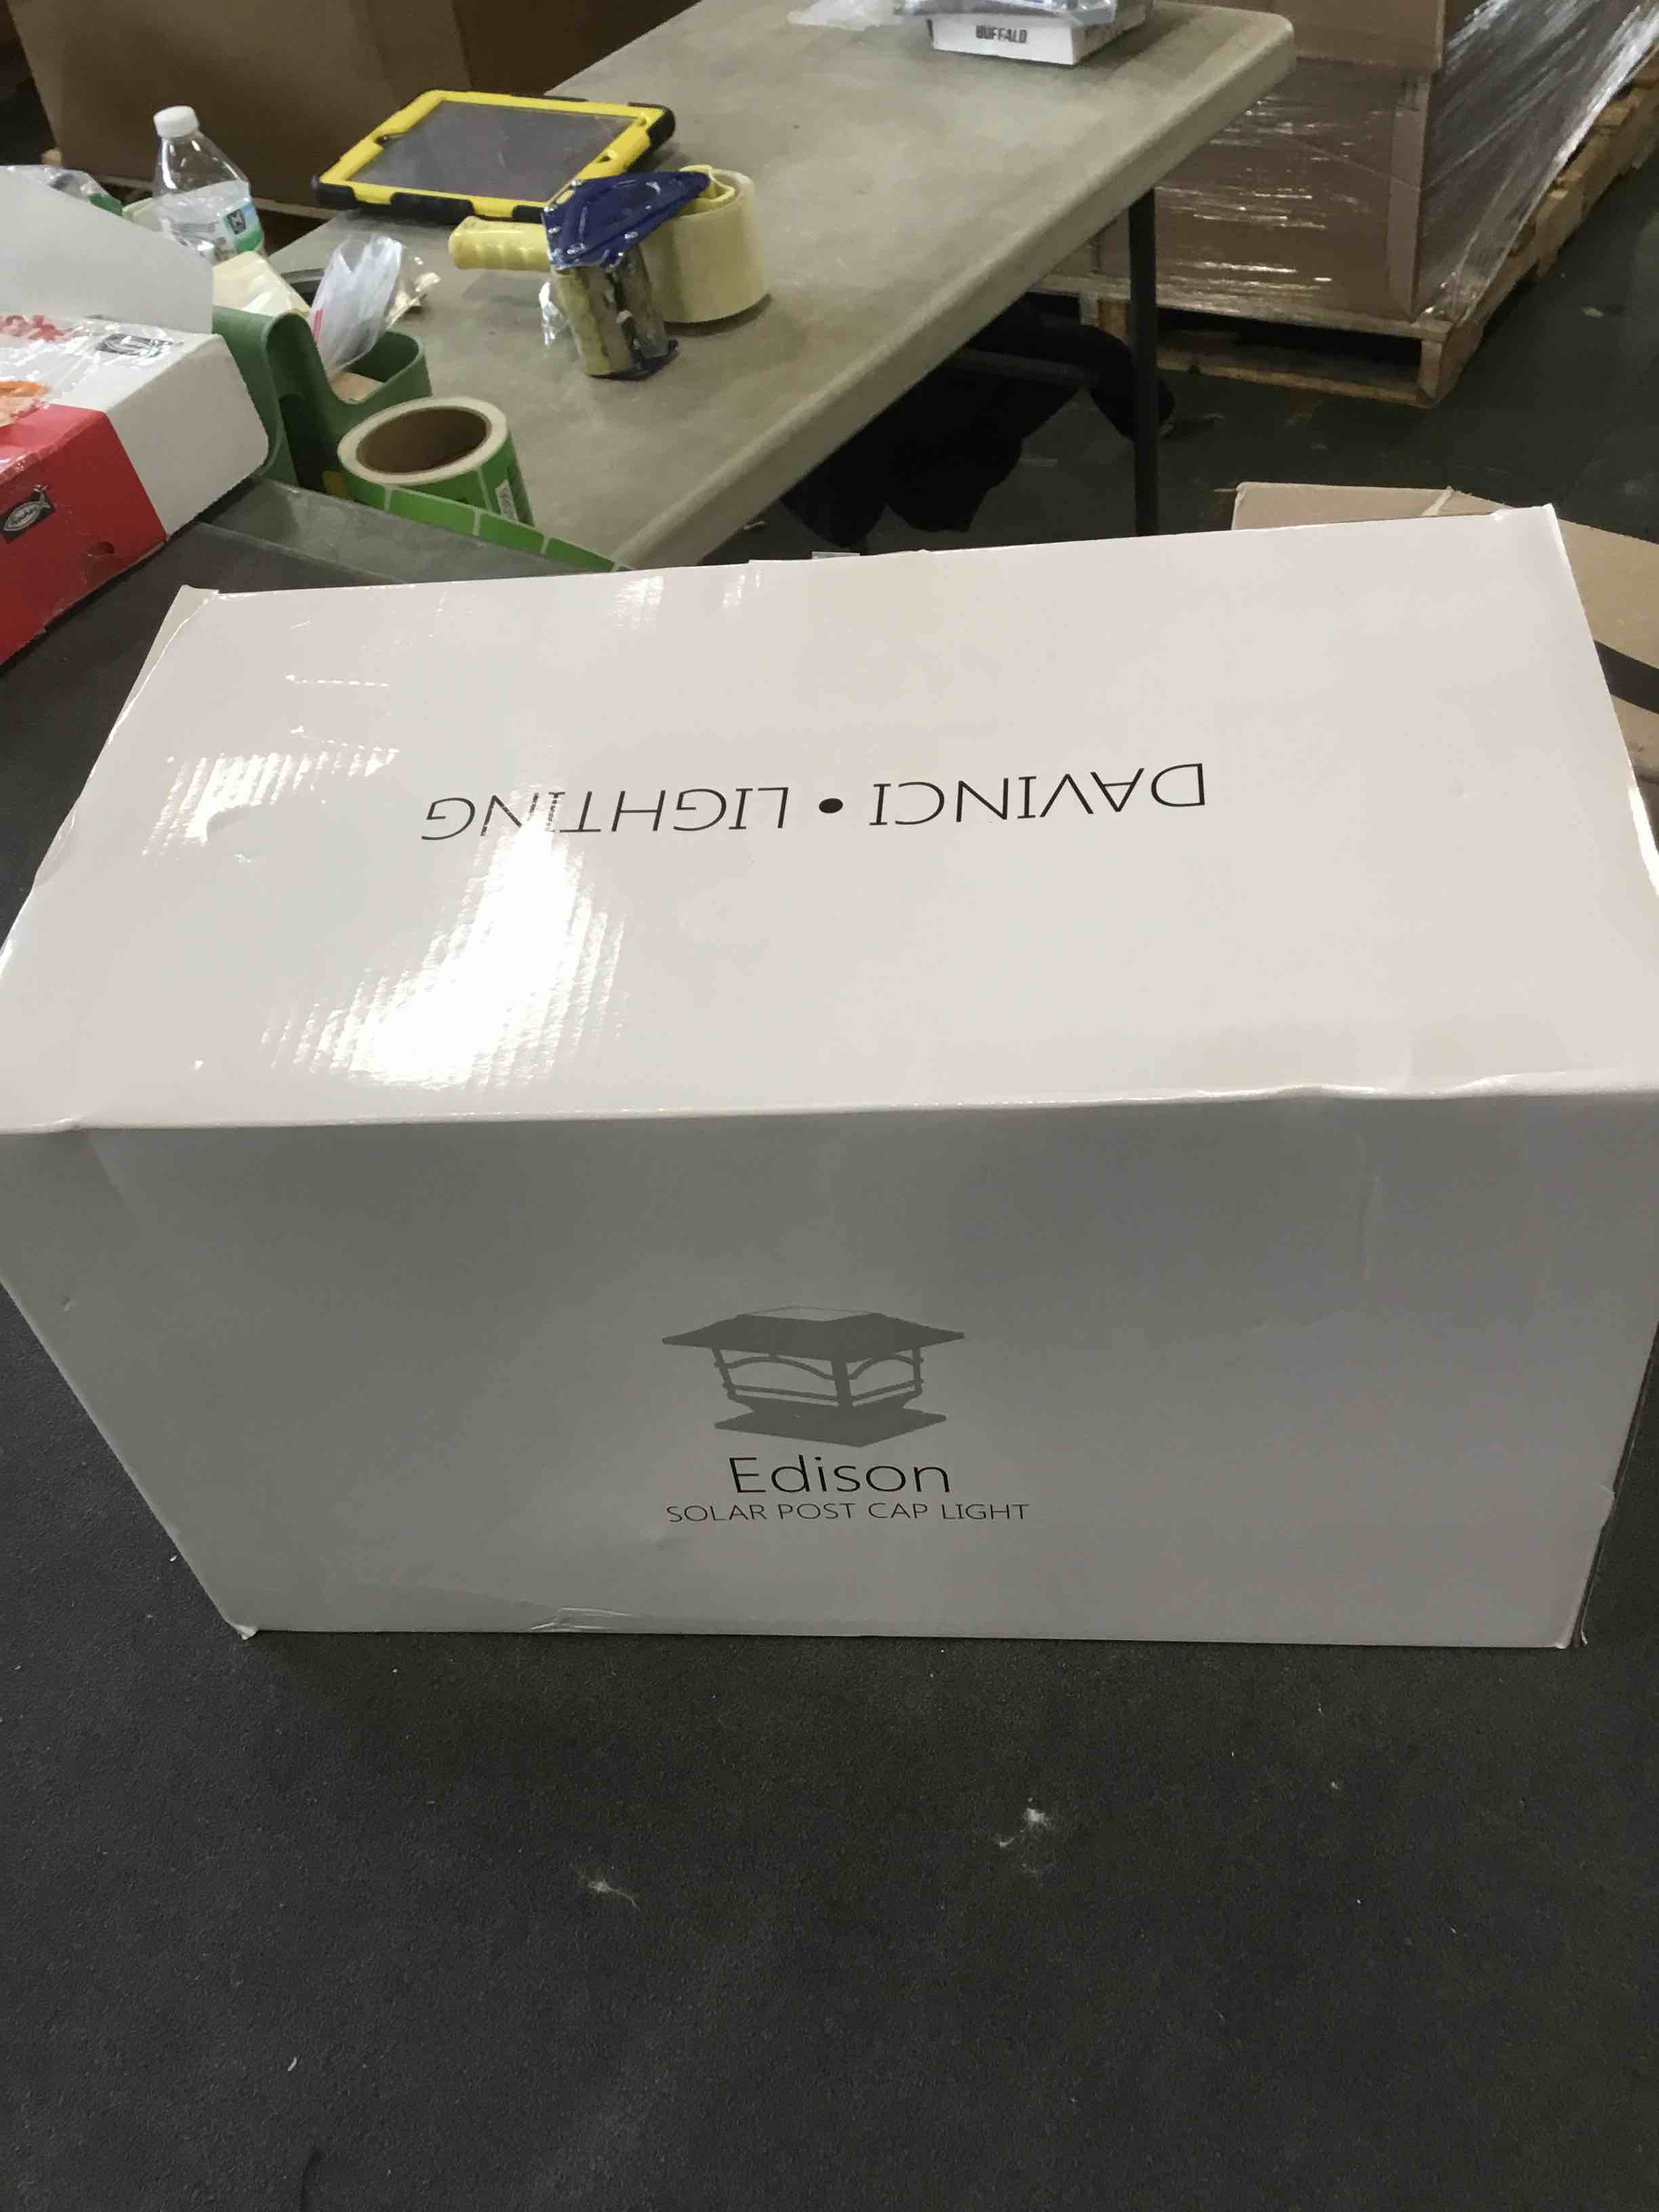 BUFFALO
DAVINCI • LIGHTING
Edison
SOLAR POST CAP LIGHT